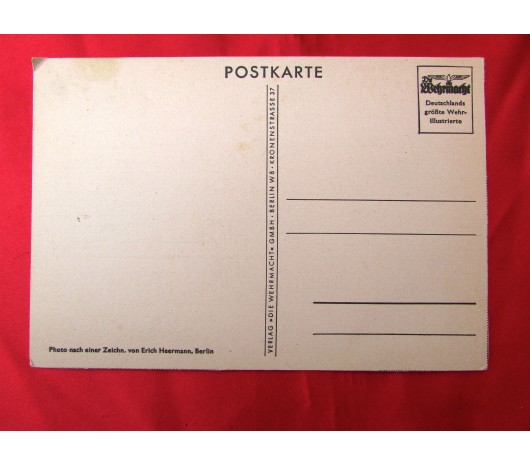 POSTKARTE
Die
Wehrmacht
Deutschlands
größte Wehr-
Illustrierte
VERLAG »DIE WEHRMACHT« GMBH · BERLIN W8 · KRONENSTRASSE 37
Photo nach einer Zeichn. von Erich Heermann, Berlin